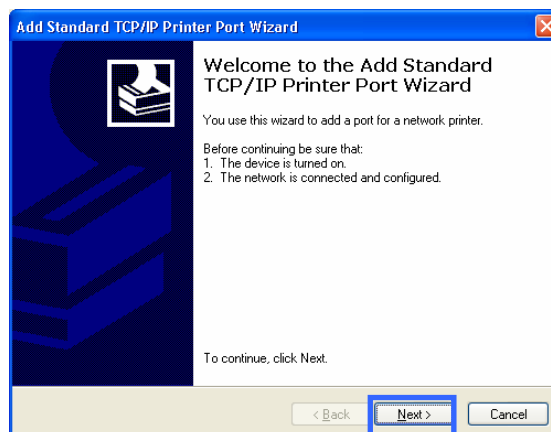 Add Standard TCP/IP Printer Port Wizard
Welcome to the Add Standard
TCP/IP Printer Port Wizard
You use this wizard to add a port for a network printer.
Before continuing be sure that:
1. The device is turned on.
2. The network is connected and configured.
To continue, click Next.
< Back Next > Cancel